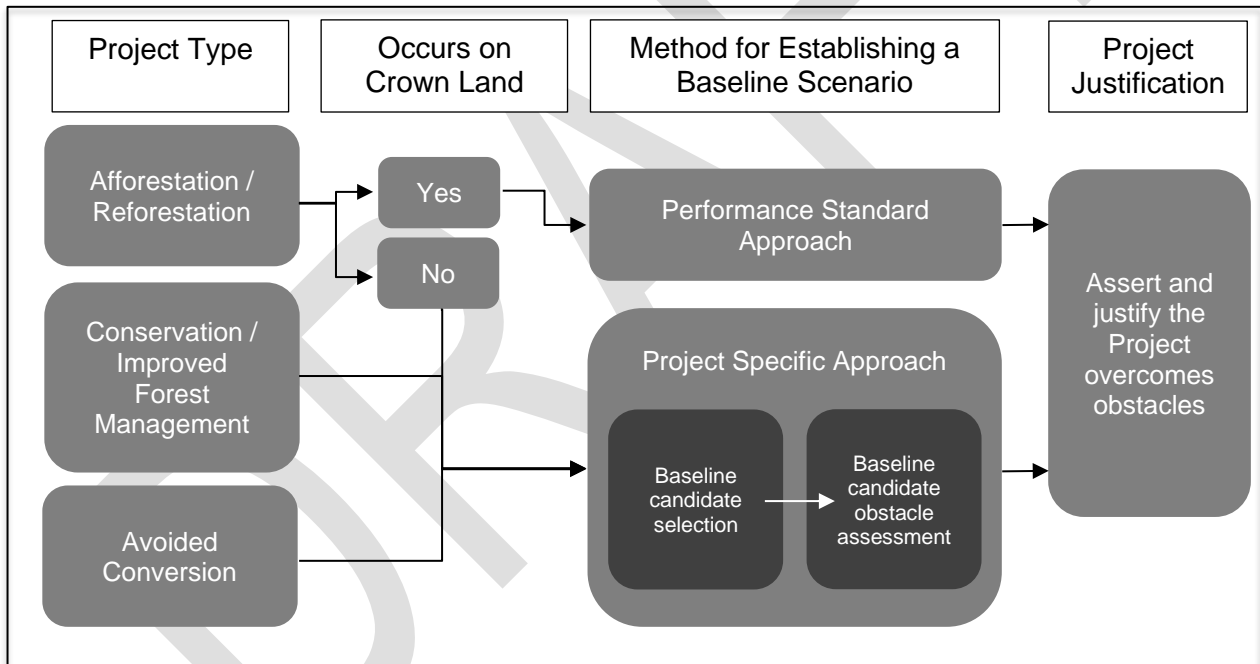 Project Type
Occurs on
Crown Land
Method for Establishing a
Baseline Scenario
Project
Justification
Afforestation /
Reforestation
Yes
No
Performance Standard
Approach
Conservation /
Improved
Forest
Management
Avoided
Conversion
Project Specific Approach
Baseline
candidate
selection
Baseline
candidate
obstacle
assessment
Assert and
justify the
Project
overcomes
obstacles
DRAF